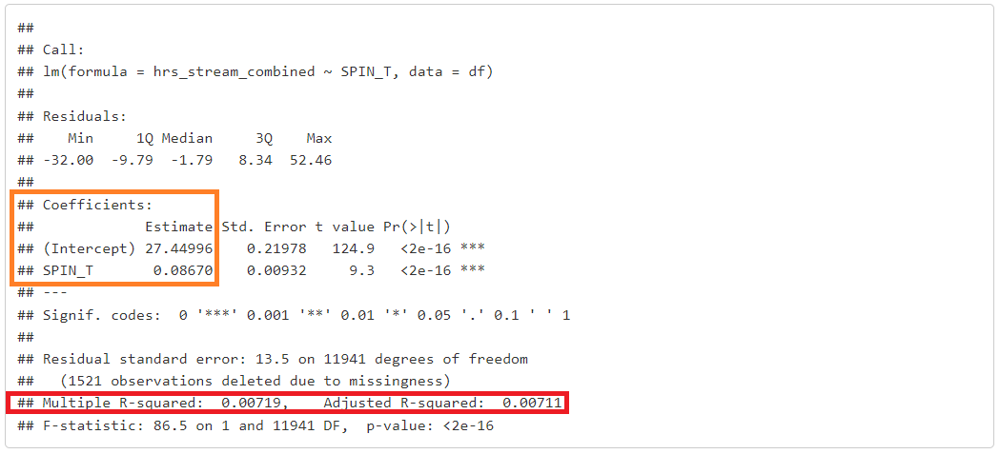 ##
## Call:
## lm(formula = hrs_stream_combined ~ SPIN_T, data = df)
##
## Residuals:
##    Min     1Q Median     3Q    Max
## -32.00  -9.79  -1.79   8.34  52.46
##
## Coefficients:
##             Estimate Std. Error t value Pr(>|t|)
## (Intercept) 27.44996    0.21978   124.9   <2e-16 ***
## SPIN_T       0.08670    0.00932     9.3   <2e-16 ***
## ---
## Signif. codes:  0 '***' 0.001 '**' 0.01 '*' 0.05 '.' 0.1 ' ' 1
##
## Residual standard error: 13.5 on 11941 degrees of freedom
##   (1521 observations deleted due to missingness)
## Multiple R-squared:  0.00719,    Adjusted R-squared:  0.00711
## F-statistic: 86.5 on 1 and 11941 DF,  p-value: <2e-16